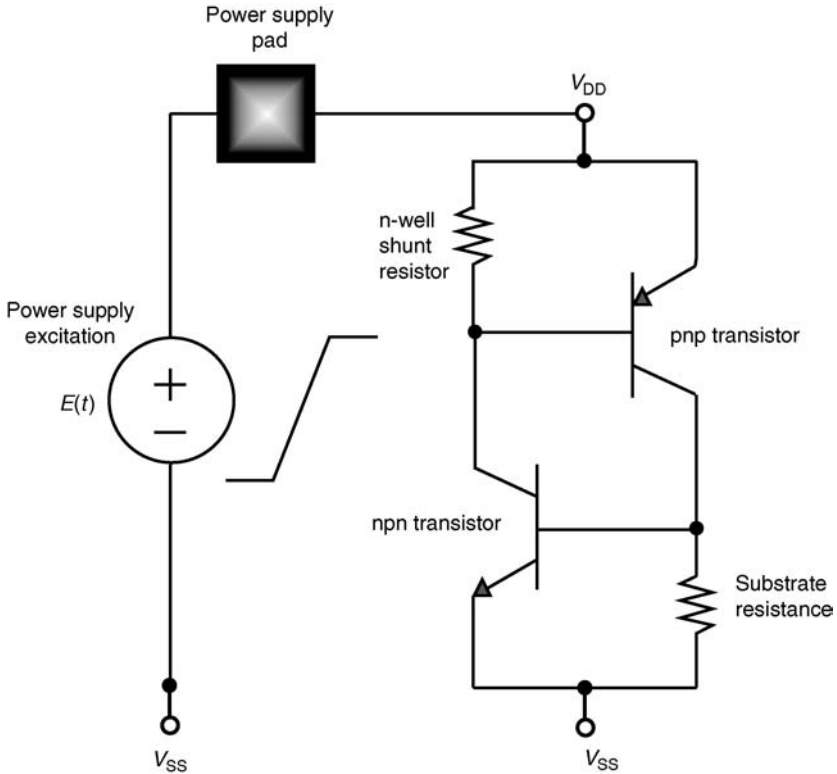 Power supply
pad
V_DD
n-well
shunt
resistor
Power supply
excitation
pnp transistor
+
E(t)
−
npn transistor
Substrate
resistance
V_SS
V_SS